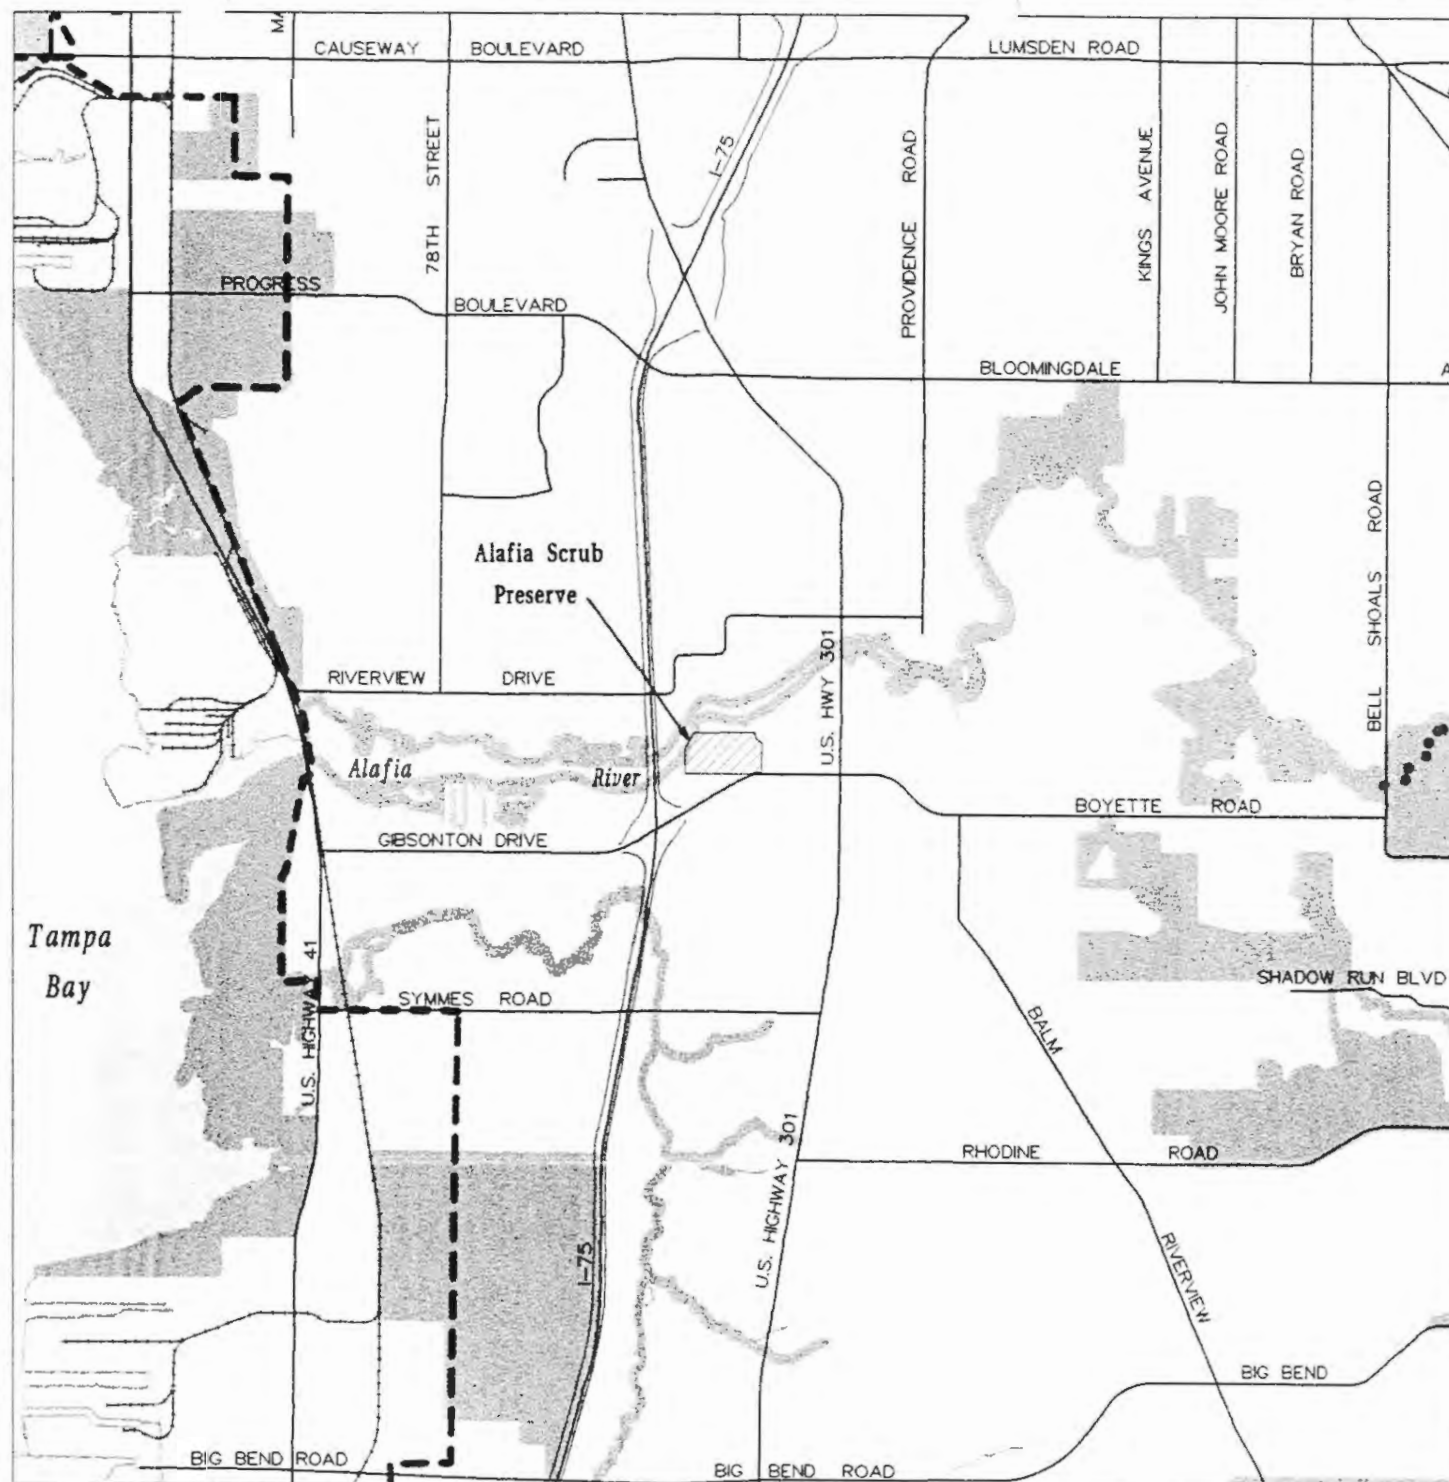 MA
CAUSEWAY BOULEVARD
LUMSDEN ROAD
I-75
78TH STREET
PROVIDENCE ROAD
KINGS AVENUE
JOHN MOORE ROAD
BRYAN ROAD
PROGRESS
BOULEVARD
BLOOMINGDALE
A
BELL SHOALS ROAD
Alafia Scrub
Preserve
RIVERVIEW DRIVE
U.S. HWY 301
Alafia
River
BOYETTE ROAD
GIBSONTON DRIVE
Tampa
Bay
U.S. HIGHWA 41
SYMMES ROAD
SHADOW RUN BLVD
BALM
RHODINE ROAD
U.S. HIGHWAY 301
I-75
RIVERVIEW
BIG BEND
BIG BEND ROAD
BIG BEND ROAD